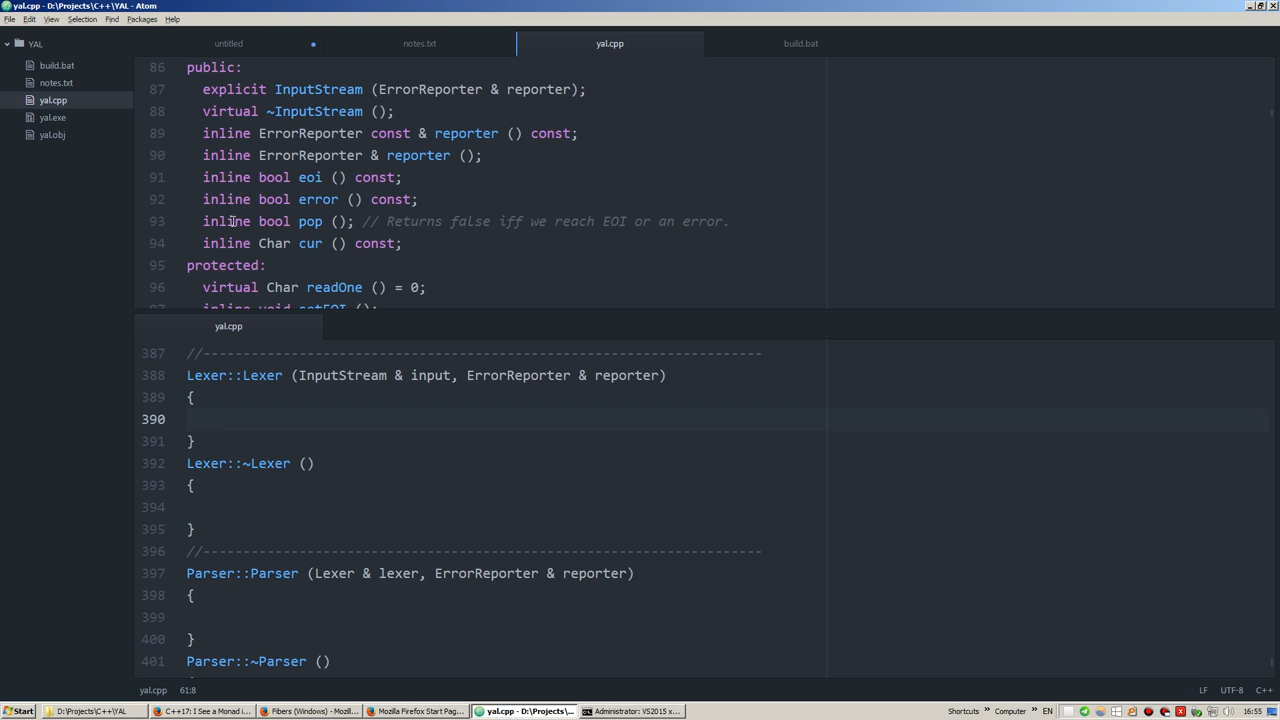 yal.cpp - D:\Projects\C++\YAL - Atom
File Edit View Selection Find Packages Help
YAL
build.bat
notes.txt
yal.cpp
yal.exe
yal.obj
untitled notes.txt yal.cpp build.bat
86 public:
87 explicit InputStream (ErrorReporter & reporter);
88 virtual ~InputStream ();
89 inline ErrorReporter const & reporter () const;
90 inline ErrorReporter & reporter ();
91 inline bool eoi () const;
92 inline bool error () const;
93 inline bool pop (); // Returns false iff we reach EOI or an error.
94 inline Char cur () const;
95 protected:
96 virtual Char readOne () = 0;
97 inline void setEOI ();
yal.cpp
387 //----------------------------------------------------------------------
388 Lexer::Lexer (InputStream & input, ErrorReporter & reporter)
389 {
390
391 }
392 Lexer::~Lexer ()
393 {
394
395 }
396 //----------------------------------------------------------------------
397 Parser::Parser (Lexer & lexer, ErrorReporter & reporter)
398 {
399
400 }
401 Parser::~Parser ()
yal.cpp 61:8 LF UTF-8 C++
Start D:\Projects\C++\YAL C++17: I See a Monad i... Fibers (Windows) - Mozil... Mozilla Firefox Start Pag... yal.cpp - D:\Projects\... Administrator: VS2015 x... Shortcuts » Computer » EN 16:55